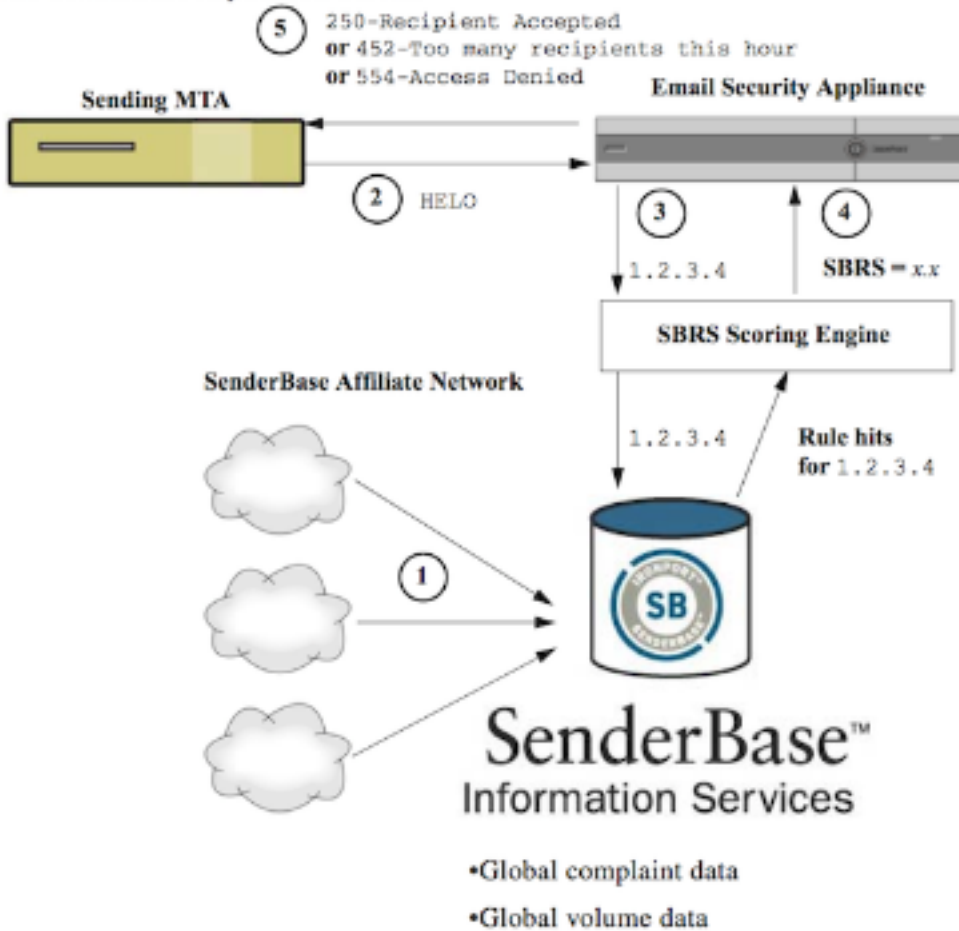 5
250-Recipient Accepted
or 452-Too many recipients this hour
or 554-Access Denied
Sending MTA
Email Security Appliance
2
HELO
3
4
1.2.3.4
SBRS = x.x
SBRS Scoring Engine
SenderBase Affiliate Network
1.2.3.4
Rule hits
for 1.2.3.4
1
IRONPORT
SB
SENDERBASE
SenderBase™
Information Services
•Global complaint data
•Global volume data